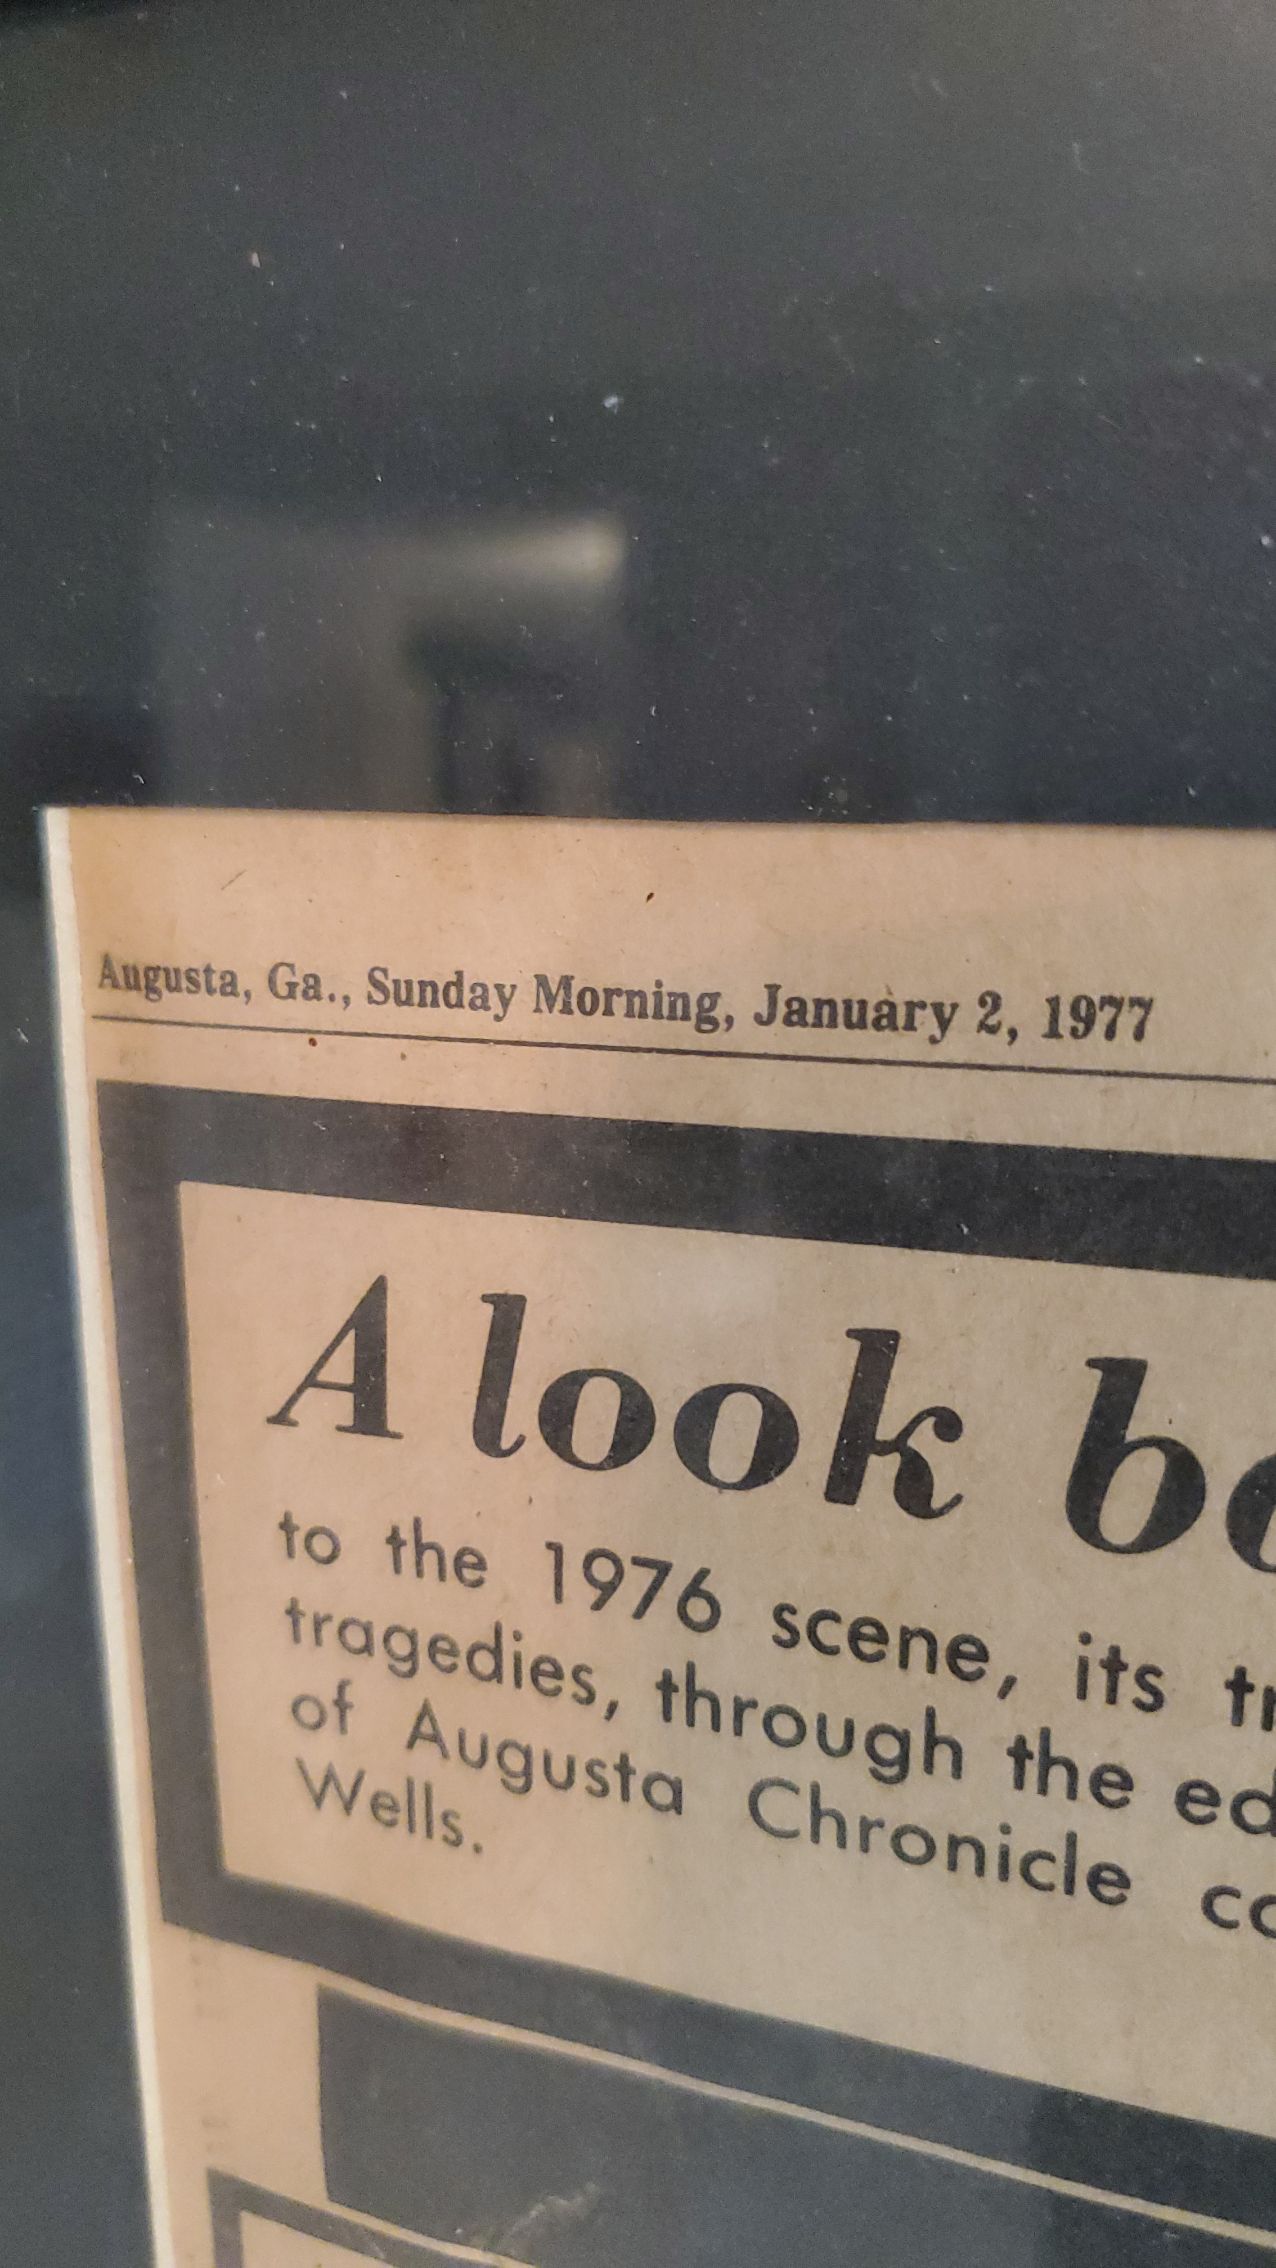 Augusta, Ga., Sunday Morning, January 2, 1977
A look
to the 1976 scene, its
tragedies, through the
of Augusta Chronicle
Wells.